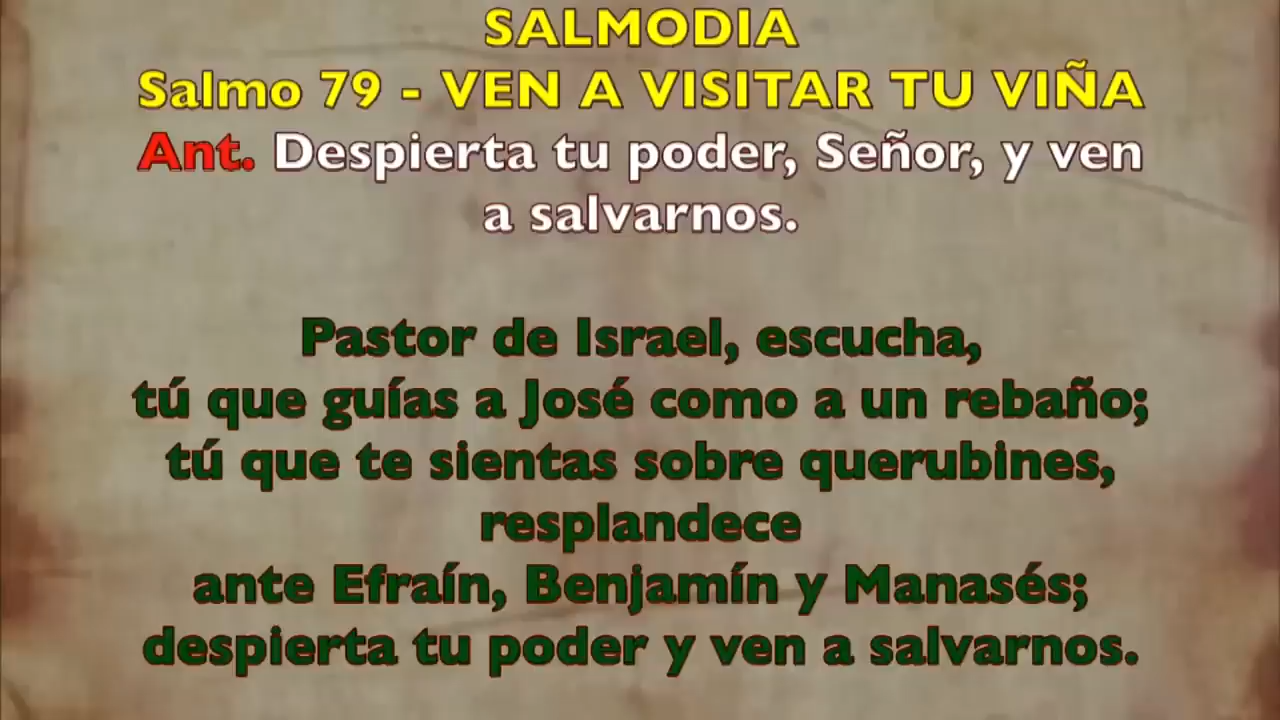 SALMODIA
Salmo 79 - VEN A VISITAR TU VIÑA
Ant. Despierta tu poder, Señor, y ven
a salvarnos.
Pastor de Israel, escucha,
tú que guías a José como a un rebaño;
tú que te sientas sobre querubines,
resplandece
ante Efraín, Benjamín y Manasés;
despierta tu poder y ven a salvarnos.